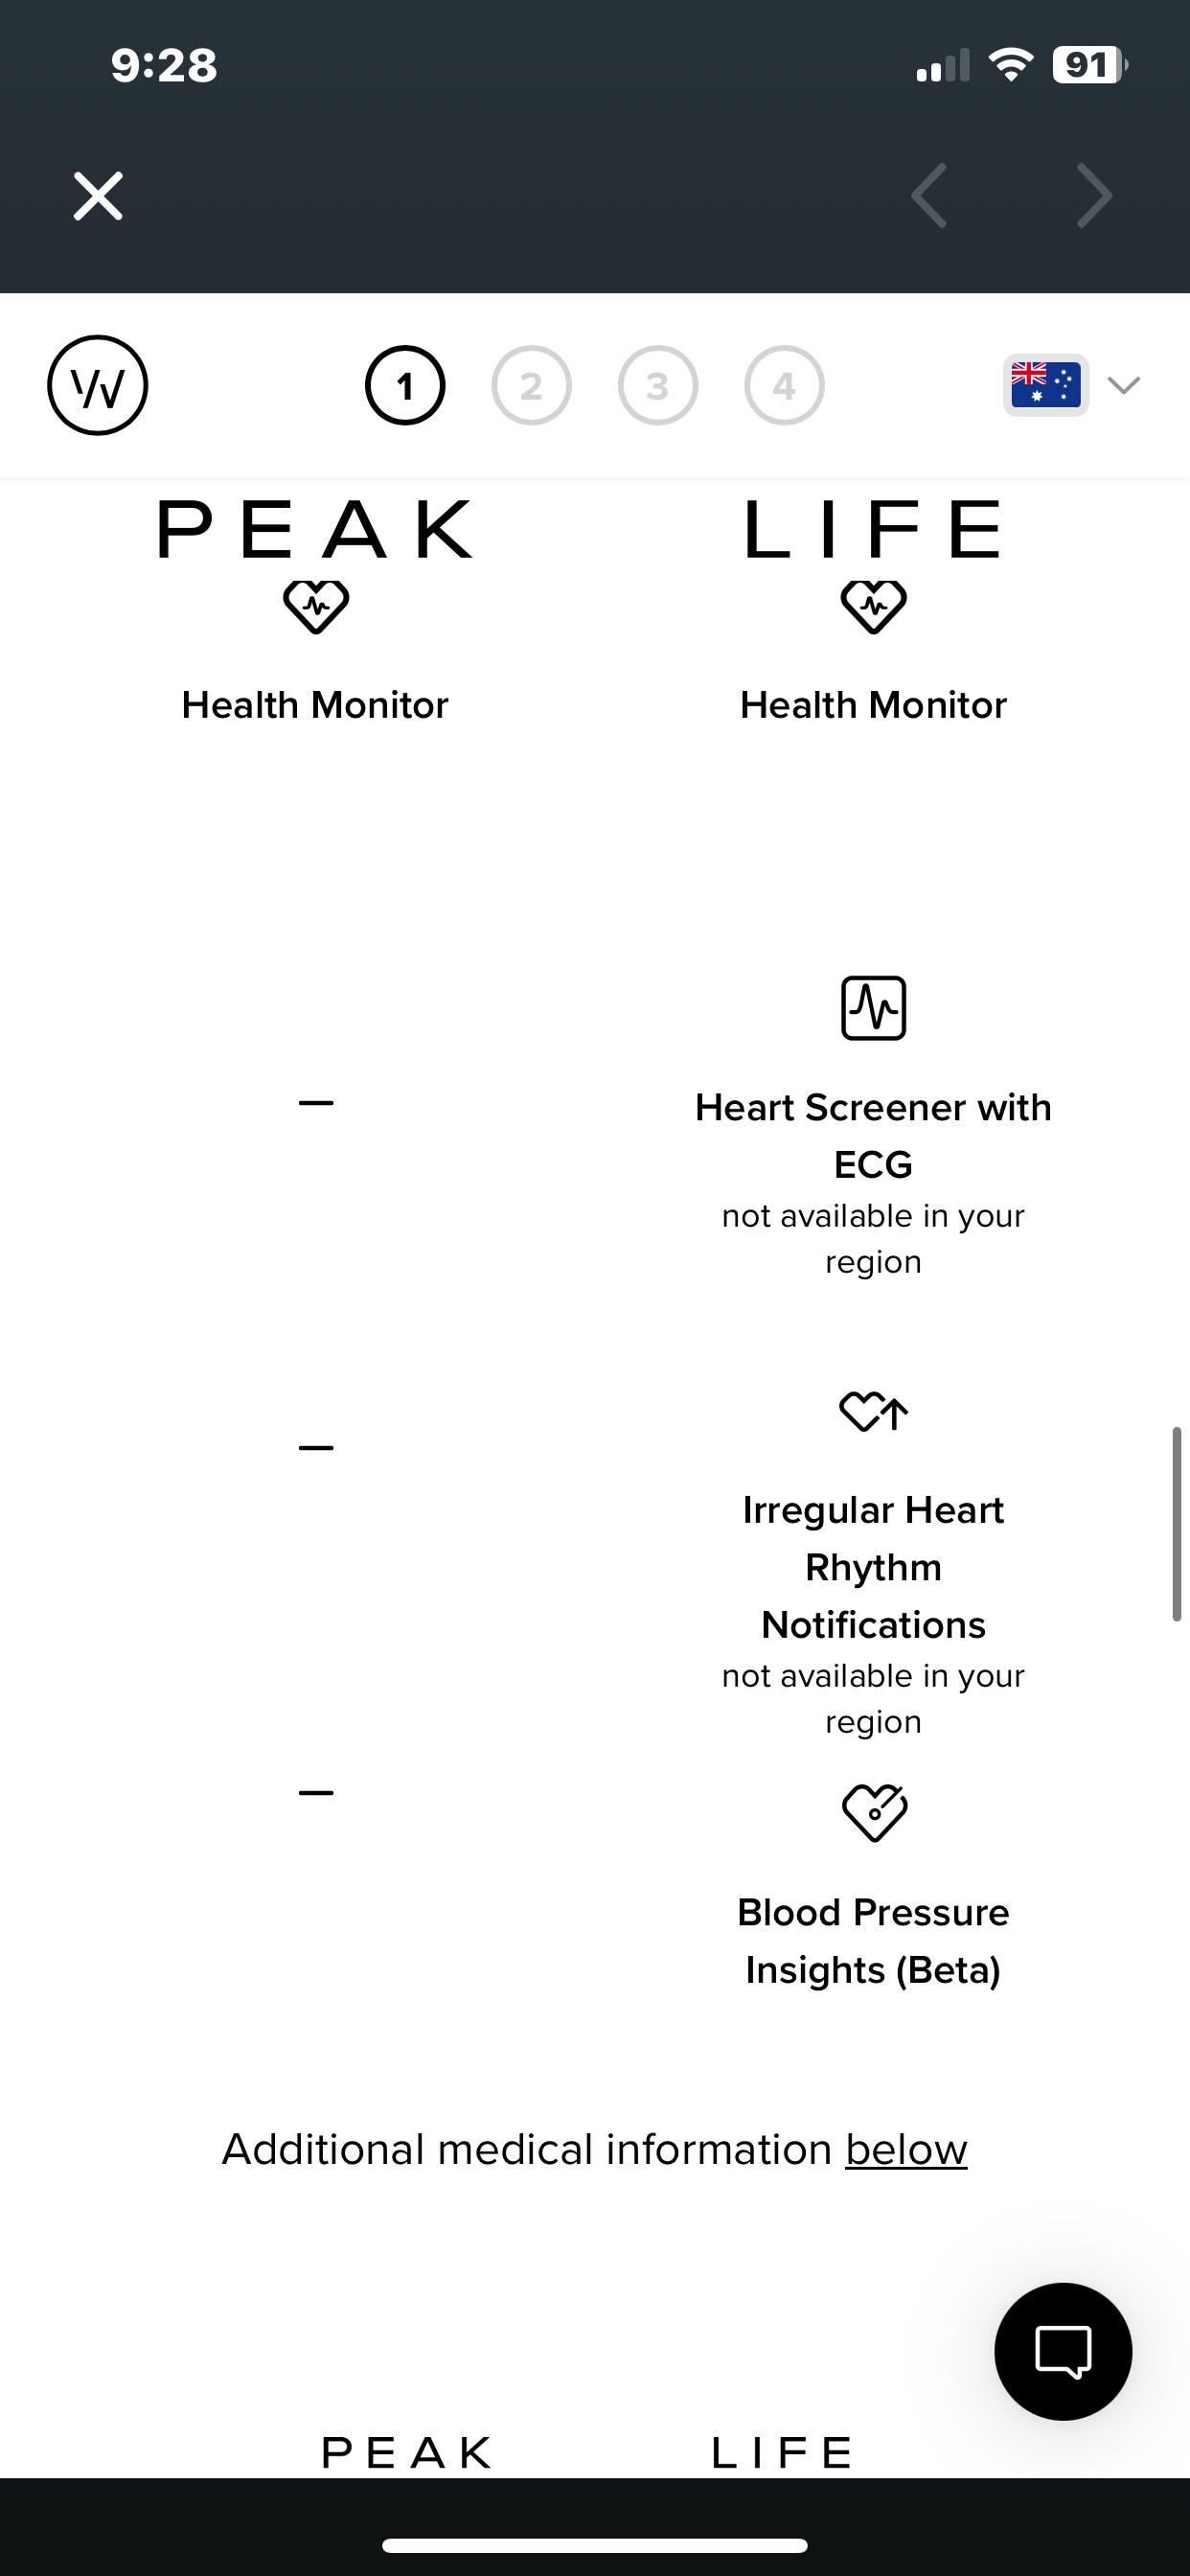 9:28
91
W
1 2 3 4
PEAK LIFE
Health Monitor Health Monitor
Heart Screener with
ECG
not available in your
region
Irregular Heart
Rhythm
Notifications
not available in your
region
Blood Pressure
Insights (Beta)
Additional medical information below
PEAK LIFE